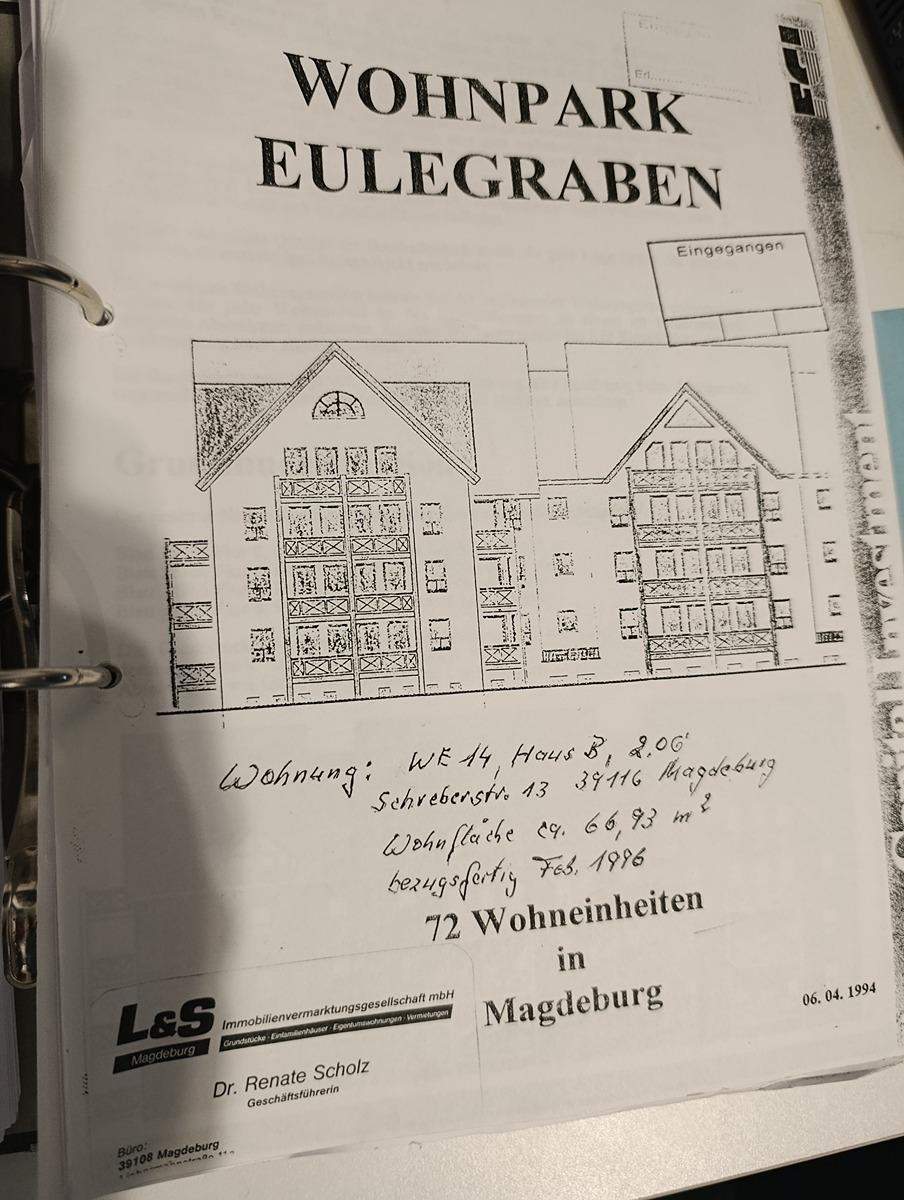 WOHNPARK
EULEGRABEN
Eingegangen
Wohnung: WE 14, Haus B, 2.OG
Schreberstr. 13 39116 Magdeburg
Wohnfläche ca. 66,93 m²
bezugsfertig Feb. 1996
72 Wohneinheiten
in
Magdeburg
06. 04. 1994
L&S
Magdeburg
Immobilienvermarktungsgesellschaft mbH
Grundstücke · Einfamilienhäuser · Eigentumswohnungen · Vermietungen
Dr. Renate Scholz
Geschäftsführerin
Büro:
39108 Magdeburg